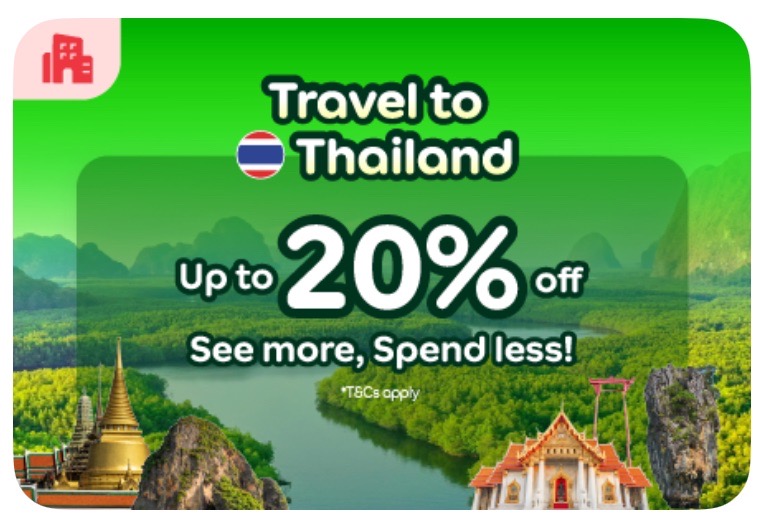 Travel to
Thailand
Up to 20% off
See more, Spend less!
*T&Cs apply